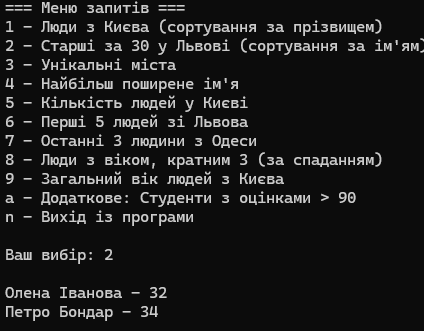 === Меню запитів ===
1 – Люди з Києва (сортування за прізвищем)
2 – Старші за 30 у Львові (сортування за ім'ям)
3 – Унікальні міста
4 – Найбільш поширене ім'я
5 – Кількість людей у Києві
6 – Перші 5 людей зі Львова
7 – Останні 3 людини з Одеси
8 – Люди з віком, кратним 3 (за спаданням)
9 – Загальний вік людей з Києва
a – Додаткове: Студенти з оцінками > 90
n – Вихід із програми
Ваш вибір: 2
Олена Іванова – 32
Петро Бондар – 34